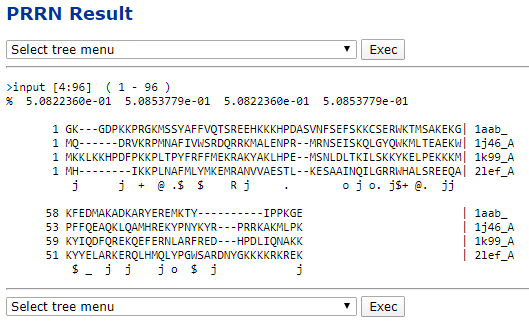 PRRN Result
Select tree menu Exec
>input [4:96]  ( 1 - 96 )
%  5.0822360e-01  5.0853779e-01  5.0822360e-01  5.0853779e-01
1 GK---GDPKKPRGKMSSYAFFVQTSREEHKKKHPDASVNFSEFSKKCSERWKTMSAKEKG| 1aab_
1 MQ------DRVKRPMNAFIVWSRDQRRKMALENPR--MRNSEISKQLGYQWKMLTEAEKW| 1j46_A
1 MKKLKKHPDFPKKPLTPYFRFFMEKRAKYAKLHPE--MSNLDLTKILSKKYKELPEKKKM| 1k99_A
1 MH------IKKPLNAFMLYMKEMRANVVAESTL--KESAAINQILGRRWHALSREEQA| 2lef_A
j      j  +  @ .$  $    R j     .        o j o. j$+ @.  jj
58 KFEDMAKADKARYEREMKTY----------IPPKGE | 1aab_
53 PFFQEAQKLQAMHREKYPNYKYR---PRRKAKMLPK | 1j46_A
59 KYIQDFQREKQEFERNLARFRED--HPDLIQNAKK | 1k99_A
51 KYYELARKERQLHMQLYPGWSARDNYGKKKKRKREK | 2lef_A
$ _  j  j    j o  $  j            j
Select tree menu Exec